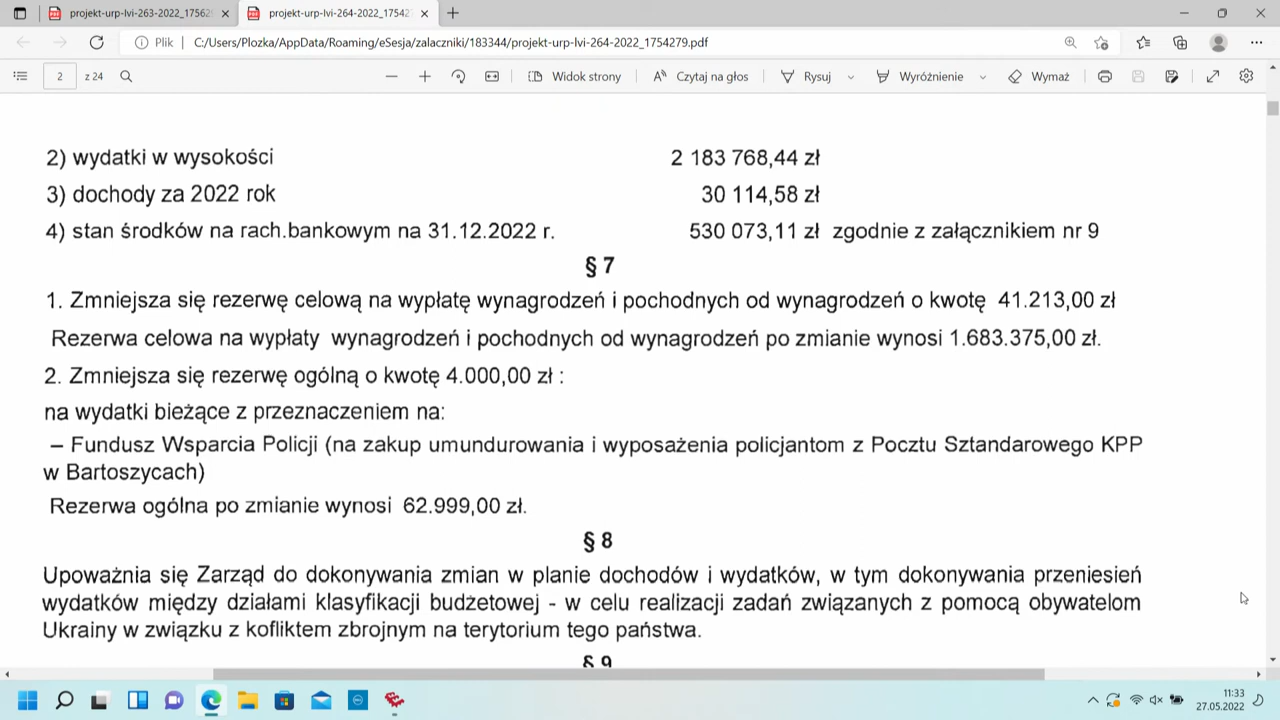 projekt-urp-lvi-263-2022_17562
projekt-urp-lvi-264-2022_17542
Plik C:/Users/Plozka/AppData/Roaming/eSesja/zalaczniki/183344/projekt-urp-lvi-264-2022_1754279.pdf
2 z 24 Widok strony Czytaj na głos Rysuj Wyróżnienie Wymaż
2) wydatki w wysokości 2 183 768,44 zł
3) dochody za 2022 rok 30 114,58 zł
4) stan środków na rach.bankowym na 31.12.2022 r. 530 073,11 zł zgodnie z załącznikiem nr 9
§ 7
1. Zmniejsza się rezerwę celową na wypłatę wynagrodzeń i pochodnych od wynagrodzeń o kwotę 41.213,00 zł
Rezerwa celowa na wypłaty wynagrodzeń i pochodnych od wynagrodzeń po zmianie wynosi 1.683.375,00 zł.
2. Zmniejsza się rezerwę ogólną o kwotę 4.000,00 zł :
na wydatki bieżące z przeznaczeniem na:
– Fundusz Wsparcia Policji (na zakup umundurowania i wyposażenia policjantom z Pocztu Sztandarowego KPP
w Bartoszycach)
Rezerwa ogólna po zmianie wynosi 62.999,00 zł.
§ 8
Upoważnia się Zarząd do dokonywania zmian w planie dochodów i wydatków, w tym dokonywania przeniesień
wydatków między działami klasyfikacji budżetowej - w celu realizacji zadań związanych z pomocą obywatelom
Ukrainy w związku z kofliktem zbrojnym na terytorium tego państwa.
§ 9
11:33
27.05.2022